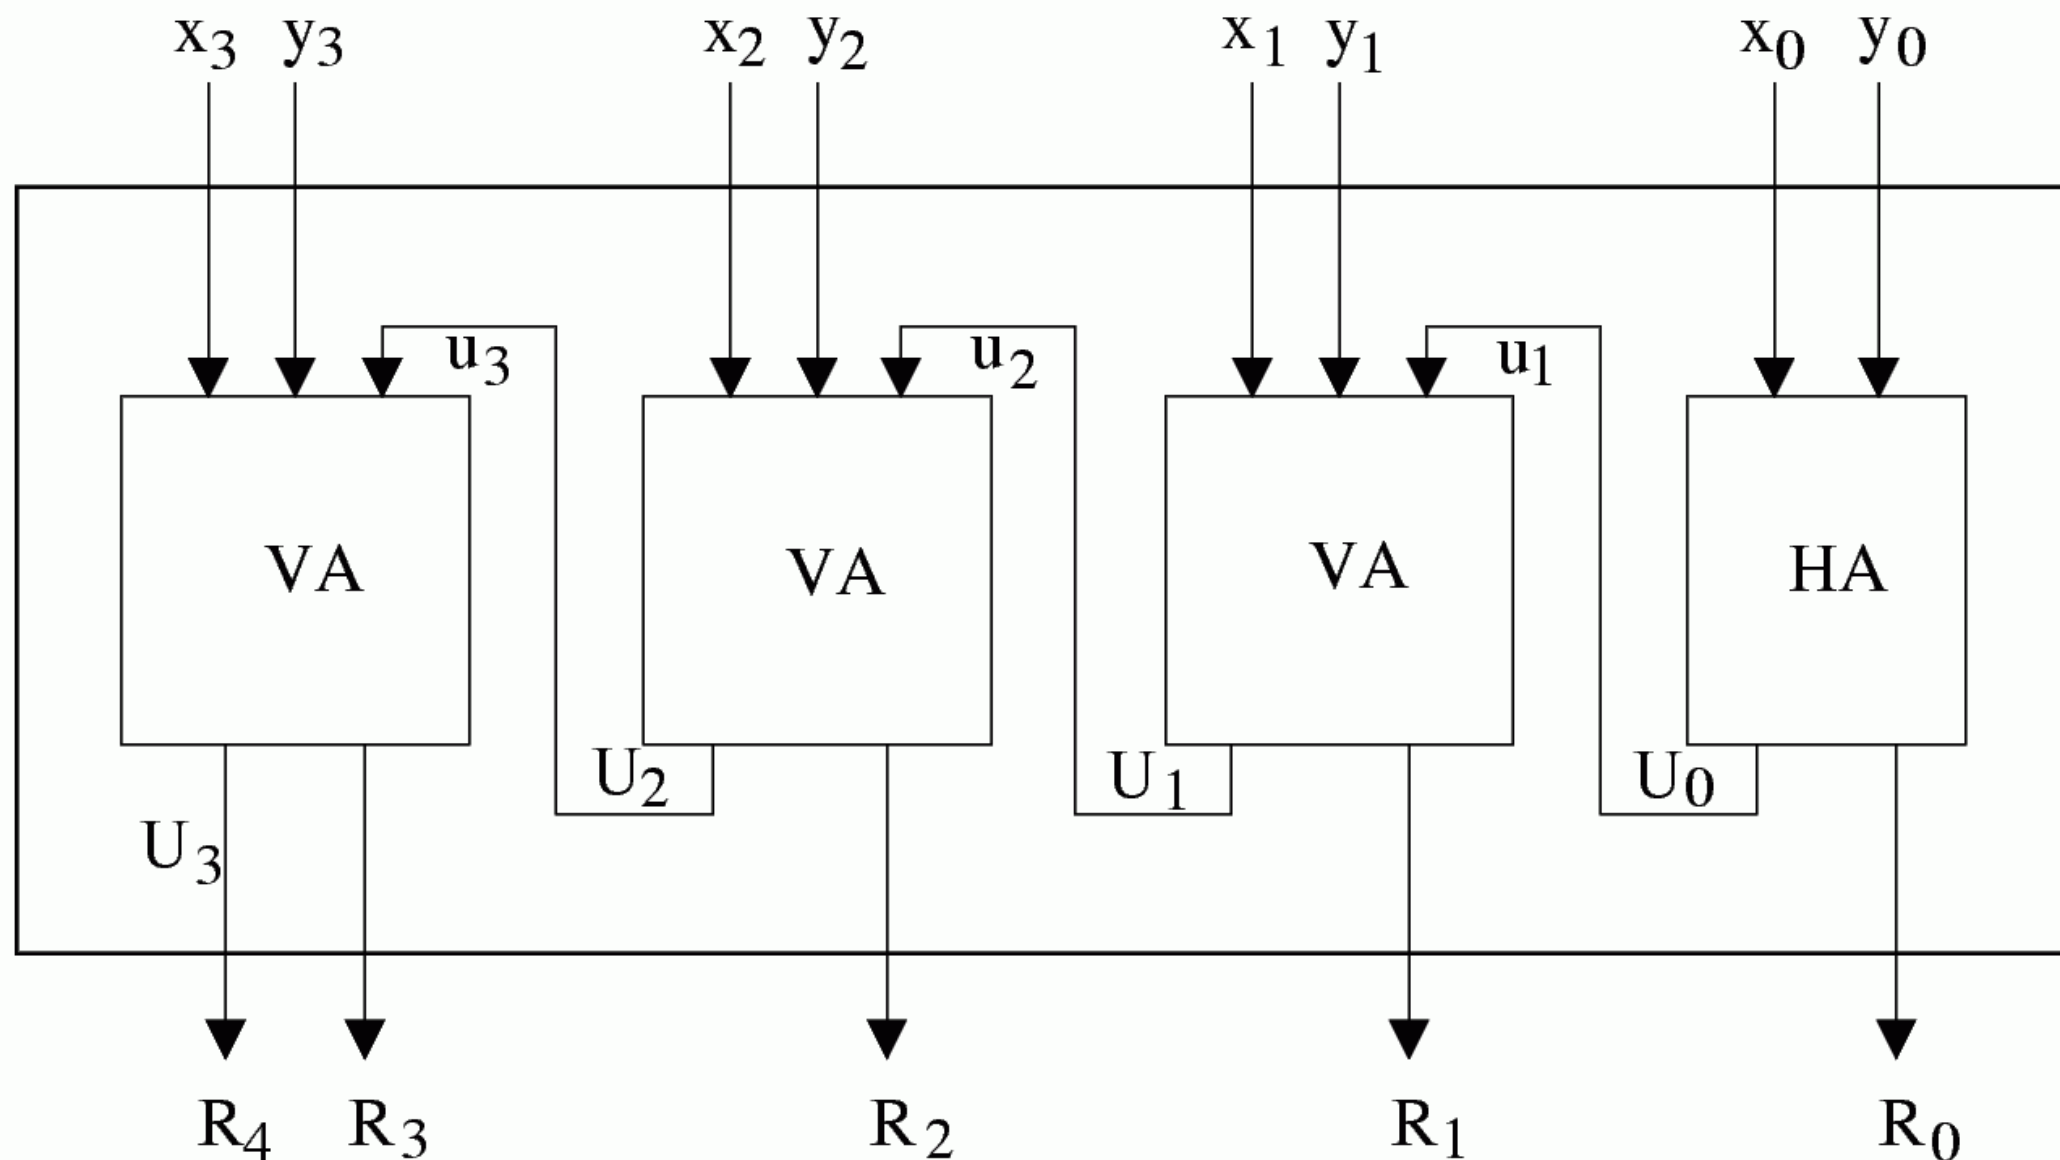 x3 y3 x2 y2 x1 y1 x0 y0
u3 u2 u1
VA VA VA HA
U2 U1 U0
U3
R4 R3 R2 R1 R0